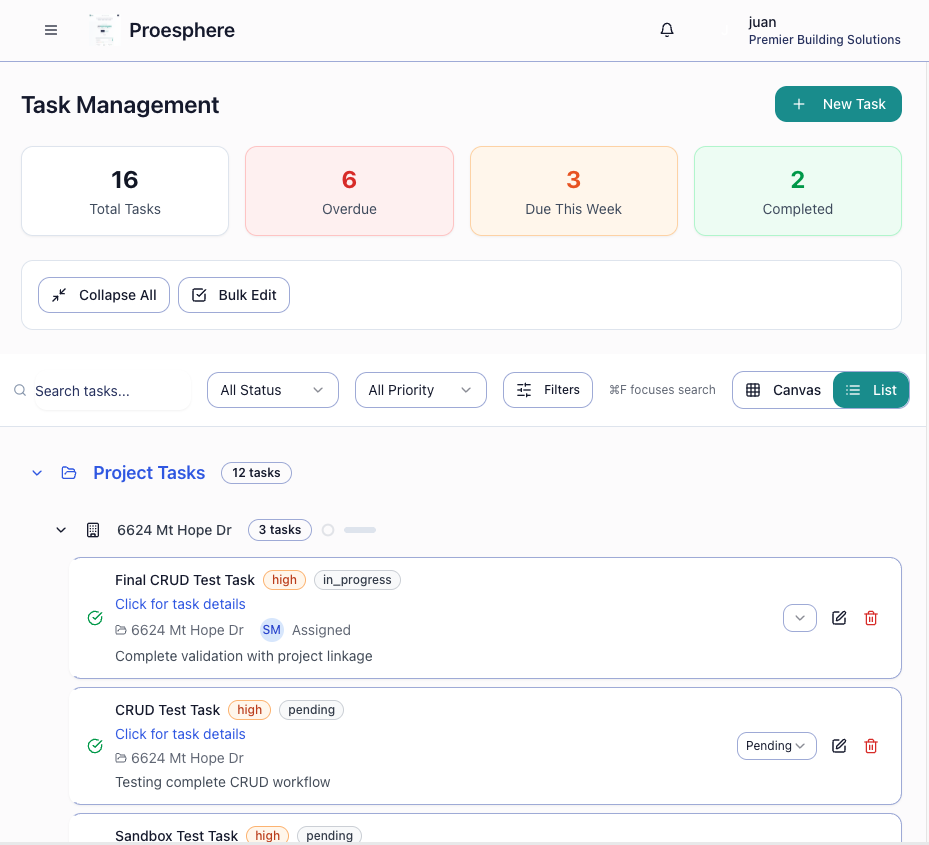 Proesphere
juan
Premier Building Solutions
Task Management
New Task
16
Total Tasks
6
Overdue
3
Due This Week
2
Completed
Collapse All
Bulk Edit
Search tasks...
All Status
All Priority
Filters
⌘F focuses search
Canvas
List
Project Tasks
12 tasks
6624 Mt Hope Dr
3 tasks
Final CRUD Test Task high in_progress
Click for task details
6624 Mt Hope Dr SM Assigned
Complete validation with project linkage
CRUD Test Task high pending
Click for task details
6624 Mt Hope Dr
Testing complete CRUD workflow
Pending
Sandbox Test Task high pending